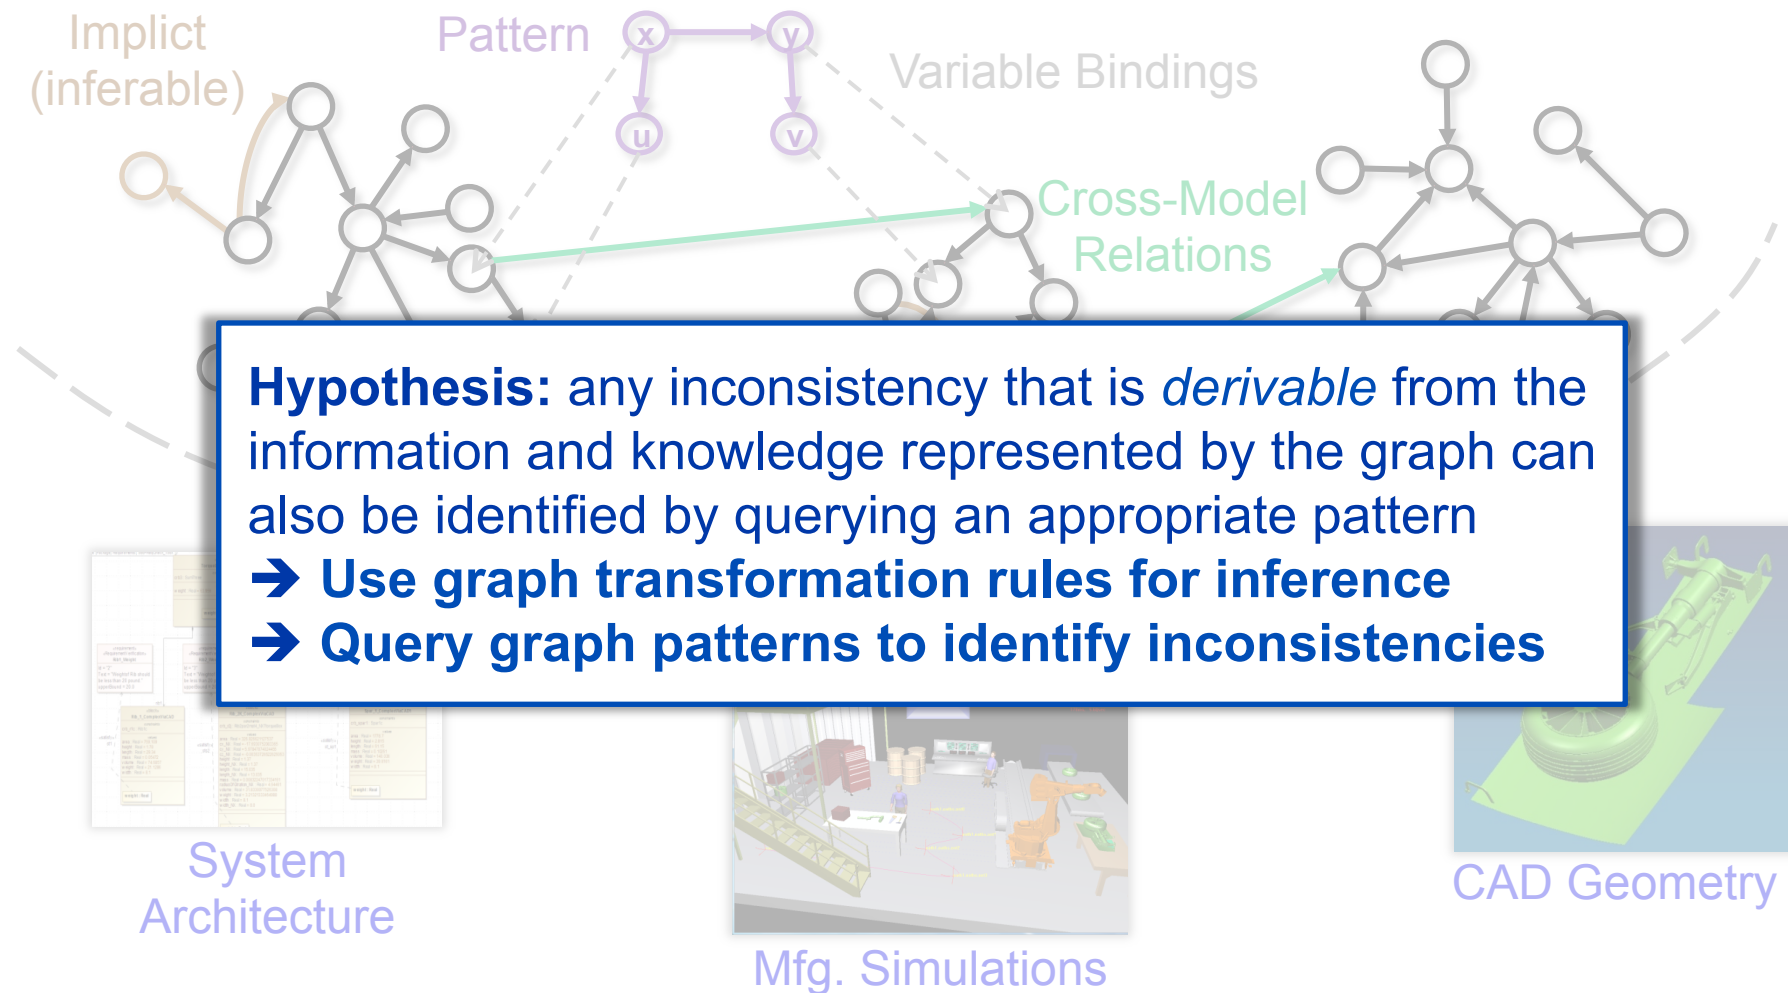 Implict
(inferable)
Pattern
x
y
Variable Bindings
u
v
Cross-Model
Relations
Hypothesis: any inconsistency that is derivable from the
information and knowledge represented by the graph can
also be identified by querying an appropriate pattern
➔ Use graph transformation rules for inference
➔ Query graph patterns to identify inconsistencies
System
Architecture
Mfg. Simulations
CAD Geometry